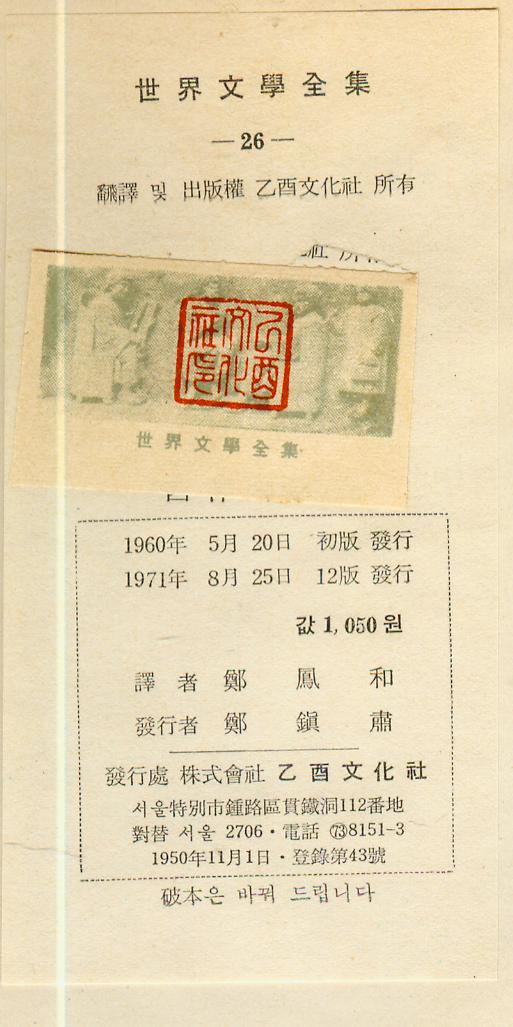 世界文學全集
—26—
飜譯 및 出版權 乙酉文化社 所有
乙酉文化社印
世界文學全集
1960年 5月 20日 初版 發行
1971年 8月 25日 12版 發行
값 1,050원
譯者 鄭鳳和
發行者 鄭鎭肅
發行處 株式會社 乙酉文化社
서울特別市鍾路區貫鐵洞112番地
對替 서울 2706·電話 ㉓8151-3
1950年11月1日·登錄第43號
破本은 바꿔 드립니다